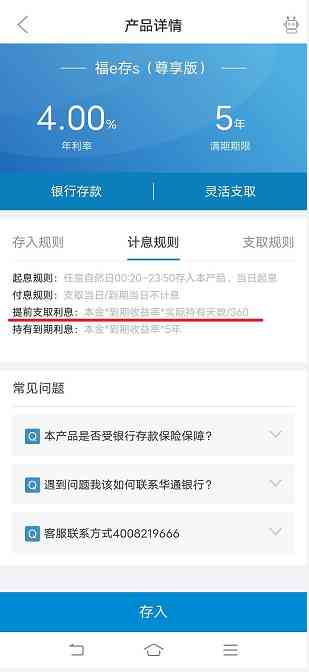 产品详情
福e存s（尊享版）
4.00%
5年
年利率
满期期限
银行存款
灵活支取
存入规则
计息规则
支取规则
起息规则：任意自然日00:20-23:50存入本产品，当日起息
付息规则：支取当日/到期当日不计息
提前支取利息：本金*到期收益率*实际持有天数/360
持有到期利息：本金*到期收益率*5年
常见问题
Q 本产品是否受银行存款保险保障？
Q 遇到问题我该如何联系华通银行？
Q 客服联系方式4008219666
存入